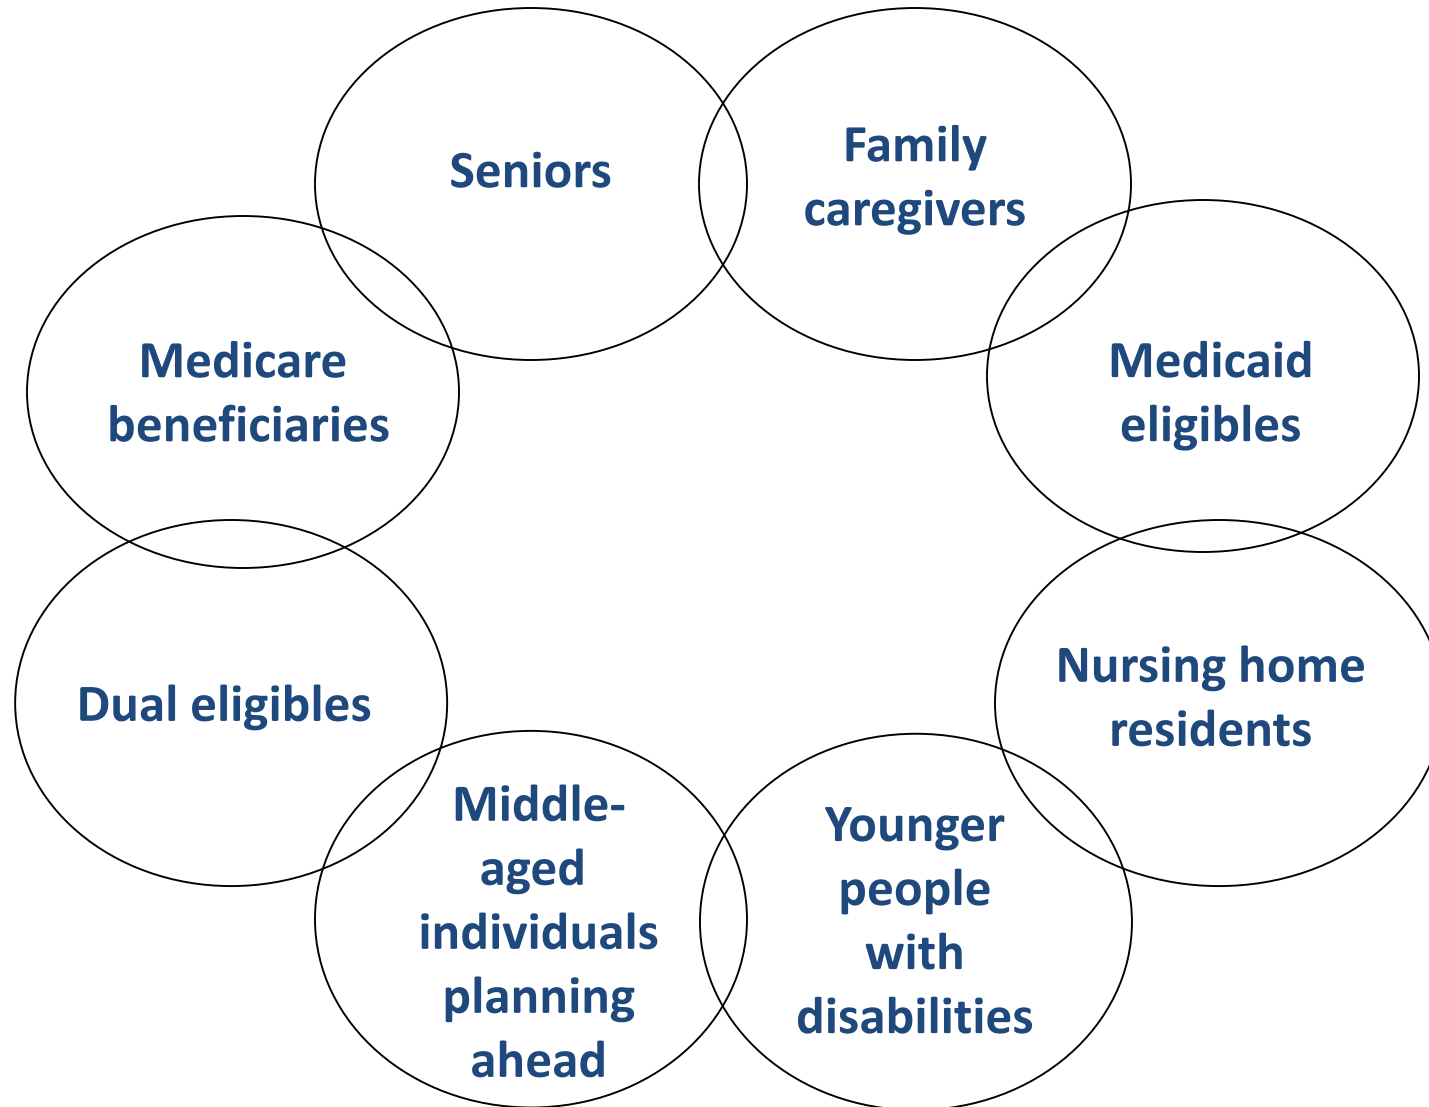 Seniors
Family
caregivers
Medicare
beneficiaries
Medicaid
eligibles
Dual eligibles
Nursing home
residents
Middle-
aged
individuals
planning
ahead
Younger
people
with
disabilities